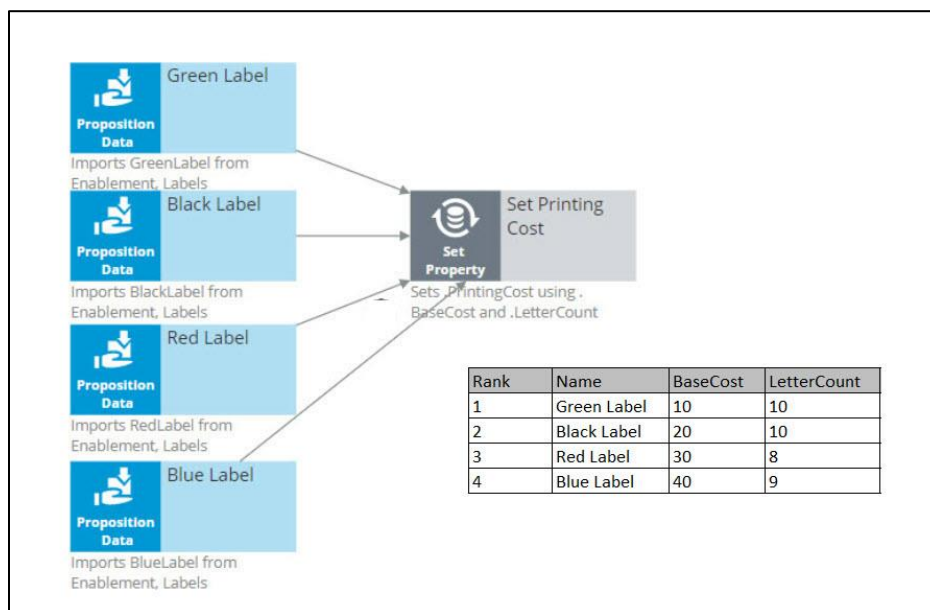 Green Label
Proposition
Data
Imports GreenLabel from
Enablement, Labels
Black Label
Proposition
Data
Imports BlackLabel from
Enablement, Labels
Red Label
Proposition
Data
Imports RedLabel from
Enablement, Labels
Blue Label
Proposition
Data
Imports BlueLabel from
Enablement, Labels
Set Printing
Cost
Set
Property
Sets .PrintingCost using .
BaseCost and .LetterCount
Rank Name BaseCost LetterCount
1 Green Label 10 10
2 Black Label 20 10
3 Red Label 30 8
4 Blue Label 40 9